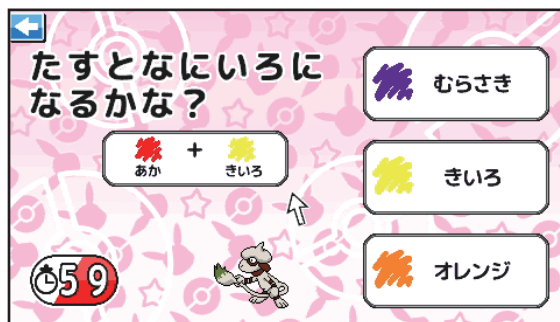 たすとなにいろに
なるかな？
+
あか
きいろ
59
むらさき
きいろ
オレンジ